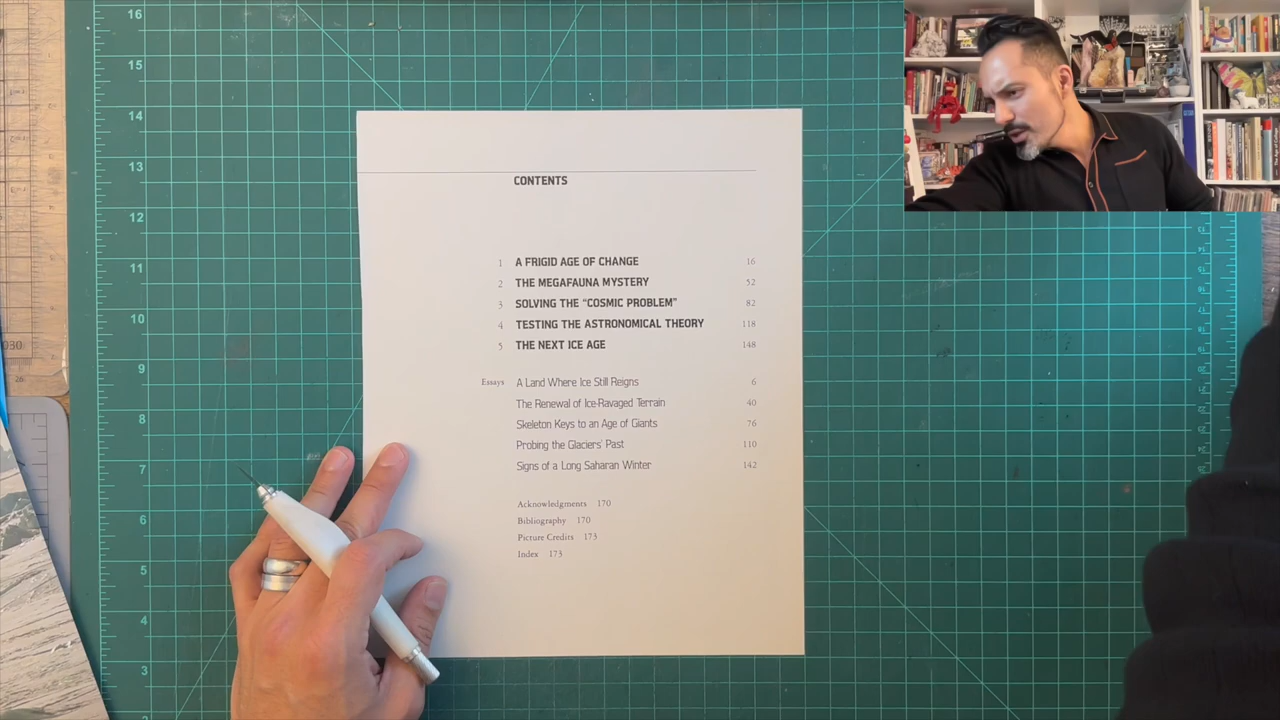 16
15
14
13
12
11
10
9
8
7
6
5
4
3
CONTENTS
1 A FRIGID AGE OF CHANGE 16
2 THE MEGAFAUNA MYSTERY 52
3 SOLVING THE “COSMIC PROBLEM” 82
4 TESTING THE ASTRONOMICAL THEORY 118
5 THE NEXT ICE AGE 148
Essays A Land Where Ice Still Reigns 6
The Renewal of Ice-Ravaged Terrain 40
Skeleton Keys to an Age of Giants 76
Probing the Glaciers' Past 110
Signs of a Long Saharan Winter 142
Acknowledgments 170
Bibliography 170
Picture Credits 173
Index 173